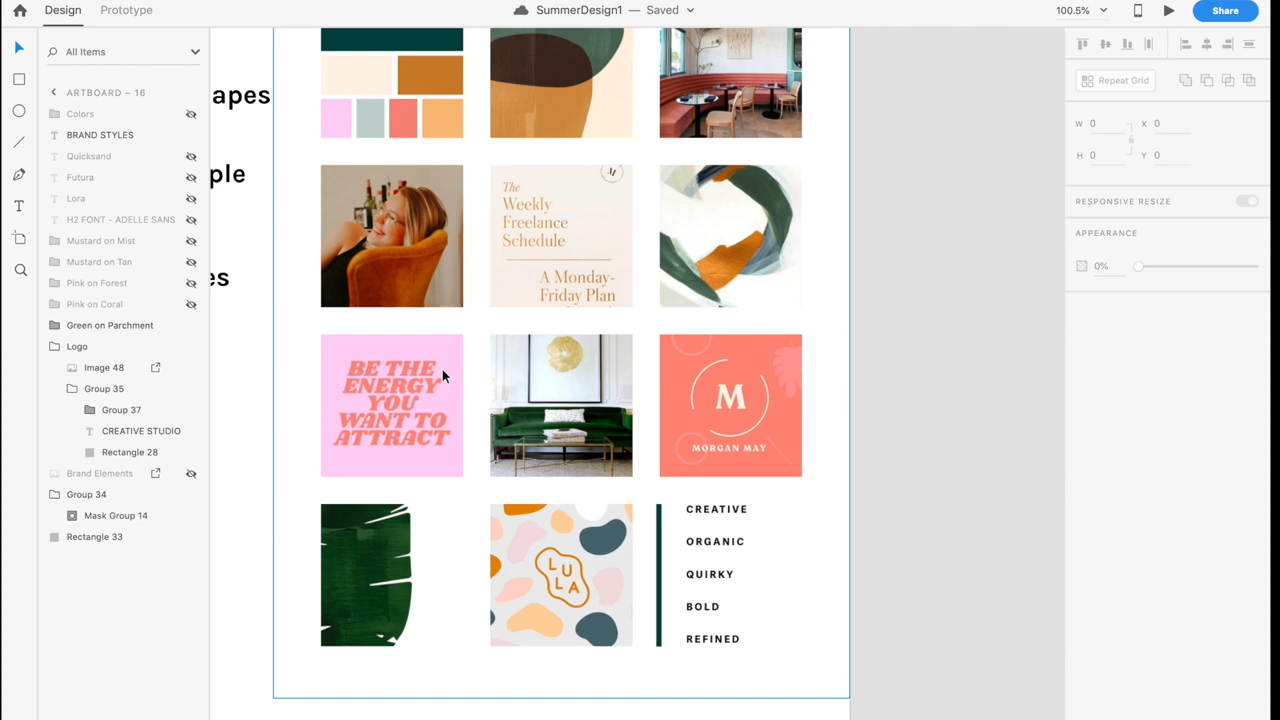 Design
Prototype
SummerDesign1 — Saved
100.5%
Share
All Items
ARTBOARD – 16
Colors
BRAND STYLES
Quicksand
Futura
Lora
H2 FONT - ADELLE SANS
Mustard on Mist
Mustard on Tan
Pink on Forest
Pink on Coral
Green on Parchment
Logo
Image 48
Group 35
Group 37
CREATIVE STUDIO
Rectangle 28
Brand Elements
Group 34
Mask Group 14
Rectangle 33
apes
ple
es
The
Weekly
Freelance
Schedule
A Monday-
Friday Plan
M
BE THE
ENERGY
YOU
WANT TO
ATTRACT
M
MORGAN MAY
LU
LA
CREATIVE
ORGANIC
QUIRKY
BOLD
REFINED
Repeat Grid
W 0
X 0
H 0
Y 0
RESPONSIVE RESIZE
APPEARANCE
0%